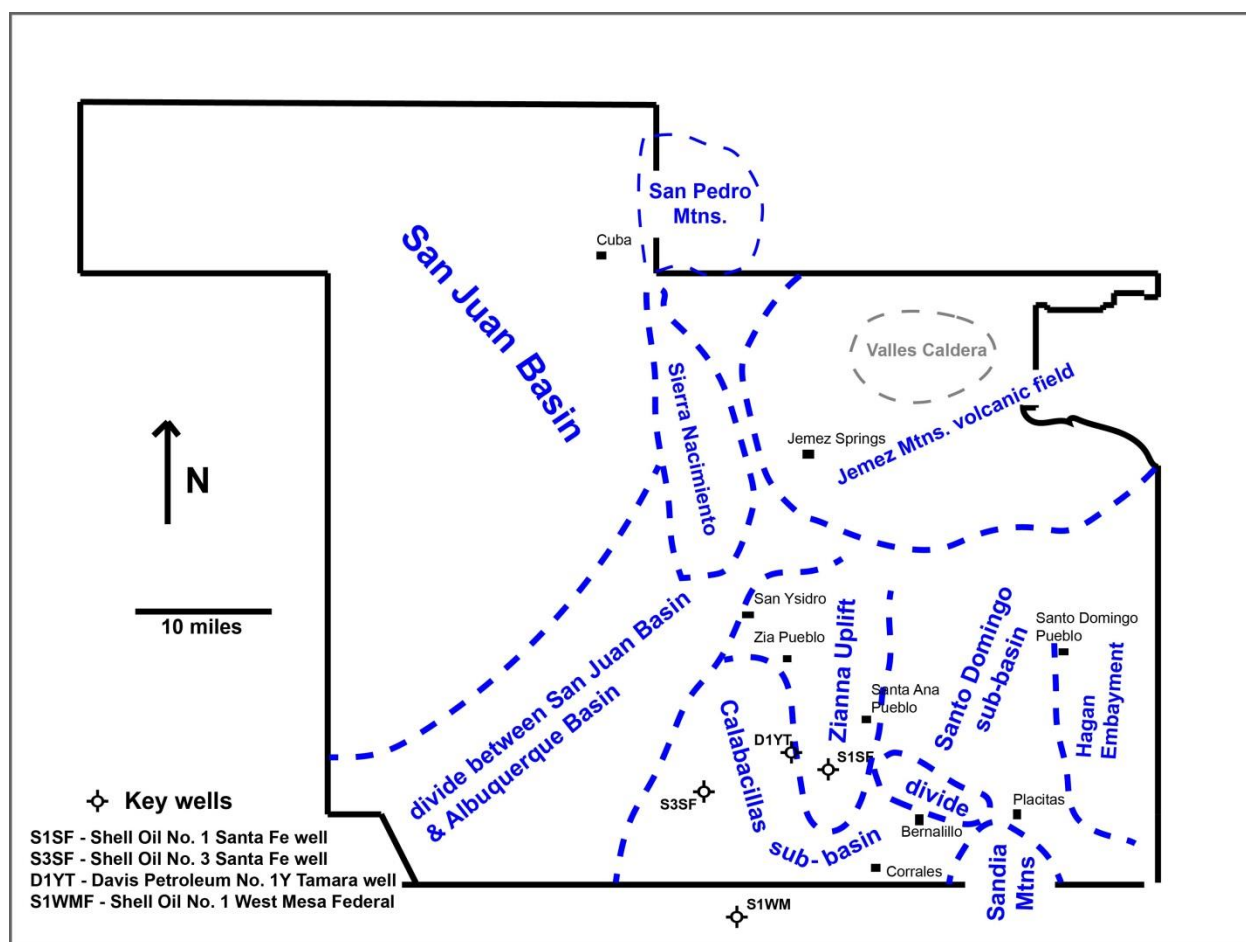 San Pedro
Mtns.
Cuba
San Juan Basin
Valles Caldera
Sierra Nacimiento
Jemez Springs
Jemez Mtns. volcanic field
N
10 miles
San Ysidro
Zia Pueblo
divide between San Juan Basin
& Albuquerque Basin
Zianna Uplift
Santo Domingo
sub-basin
Santo Domingo
Pueblo
Hagan
Embayment
Santa Ana
Pueblo
Calabacillas
sub-basin
D1YT
S1SF
S3SF
divide
Placitas
Bernalillo
Corrales
Sandia
Mtns
S1WM
Key wells
S1SF - Shell Oil No. 1 Santa Fe well
S3SF - Shell Oil No. 3 Santa Fe well
D1YT - Davis Petroleum No. 1Y Tamara well
S1WMF - Shell Oil No. 1 West Mesa Federal